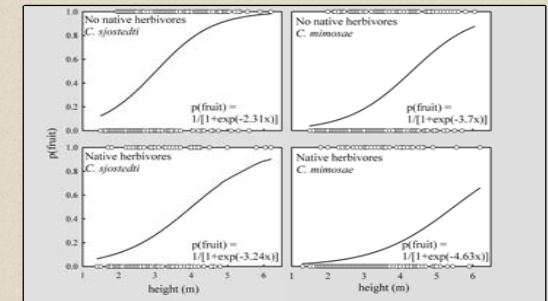 No native herbivores
C. sjostedti
p(fruit) =
1/[1+exp(-2.31x)]
No native herbivores
C. mimosae
p(fruit) =
1/[1+exp(-3.7x)]
1.0
0.8
0.6
0.4
0.2
0.0
p(fruit)
Native herbivores
C. sjostedti
p(fruit) =
1/[1+exp(-3.24x)]
Native herbivores
C. mimosae
p(fruit) =
1/[1+exp(-4.63x)]
1.0
0.8
0.6
0.4
0.2
0.0
1 2 3 4 5 6
1 2 3 4 5 6
height (m)
height (m)